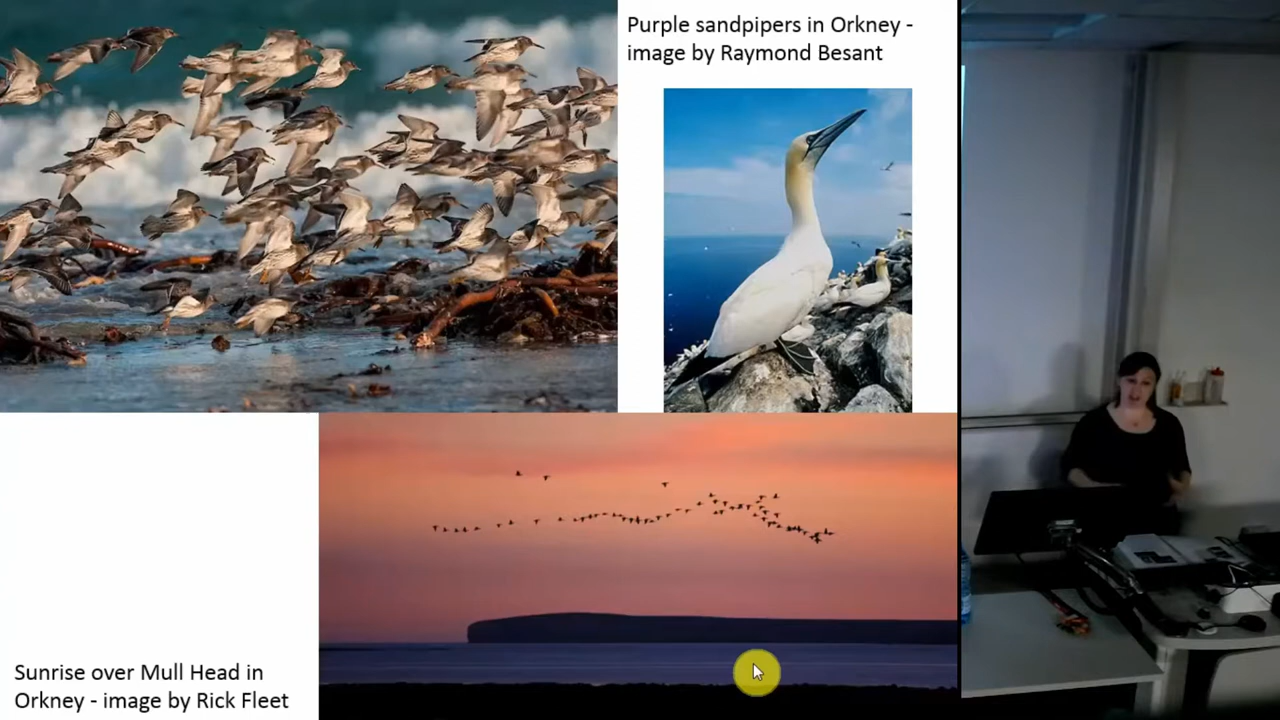 Purple sandpipers in Orkney -
image by Raymond Besant
Sunrise over Mull Head in
Orkney - image by Rick Fleet